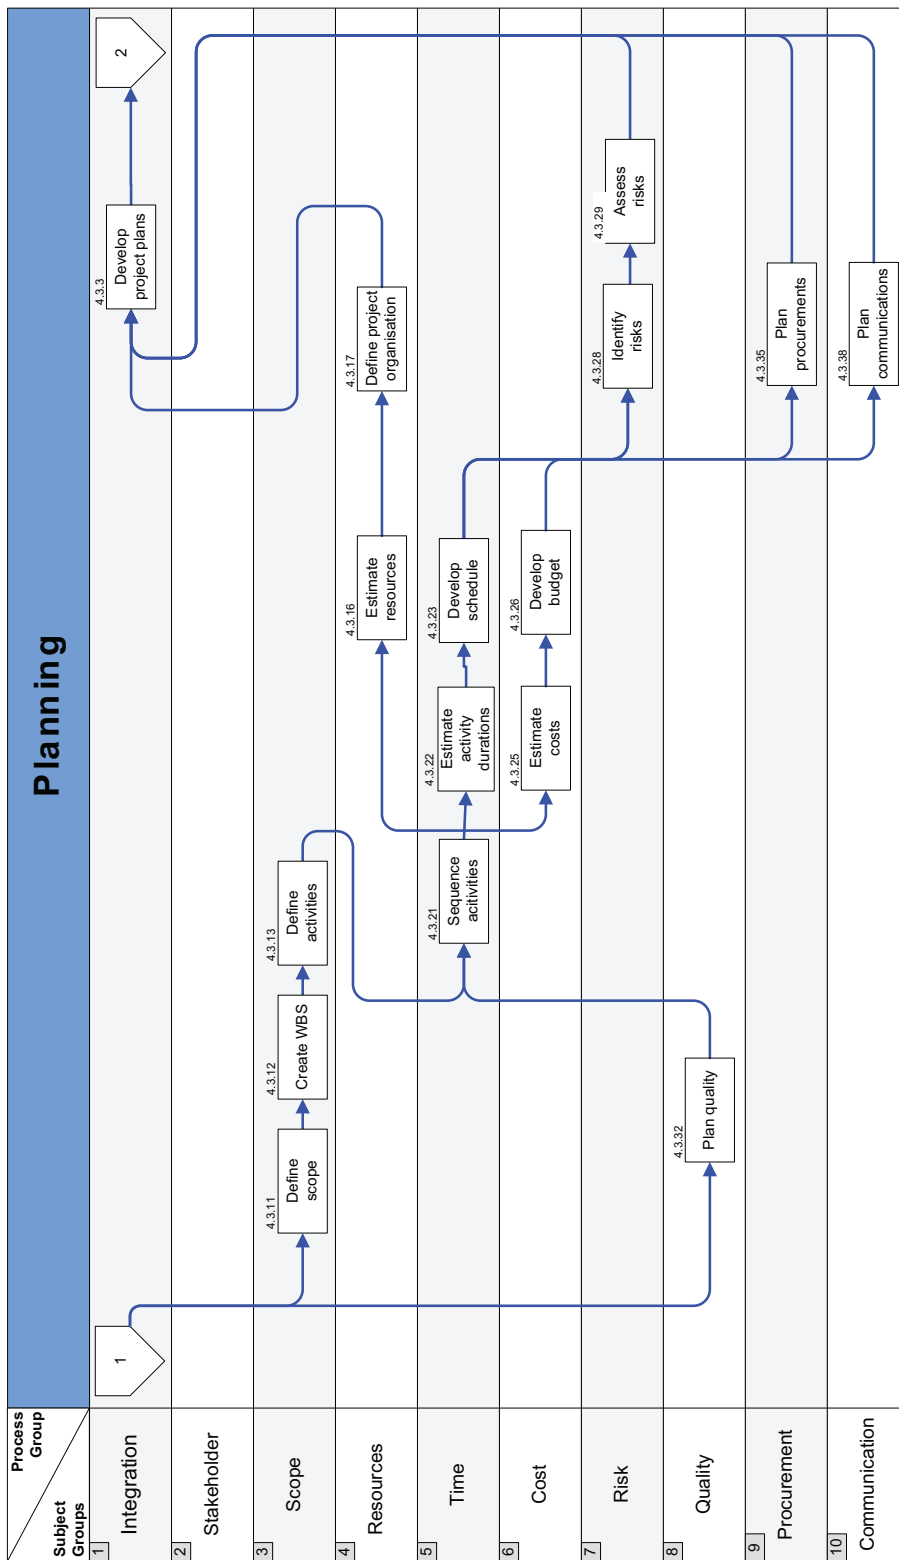 Planning
Process
Group
Subject
Groups
1
Integration
1
4.3.3
Develop
project plans
2
2
Stakeholder
3
Scope
4.3.11
Define
scope
4.3.12
Create WBS
4.3.13
Define
activities
4
Resources
4.3.16
Estimate
resources
4.3.17
Define project
organisation
5
Time
4.3.21
Sequence
acitivities
4.3.22
Estimate
activity
durations
4.3.23
Develop
schedule
6
Cost
4.3.25
Estimate
costs
4.3.26
Develop
budget
7
Risk
4.3.28
Identify
risks
4.3.29
Assess
risks
8
Quality
4.3.32
Plan quality
9
Procurement
4.3.35
Plan
procurements
10
Communication
4.3.38
Plan
communications